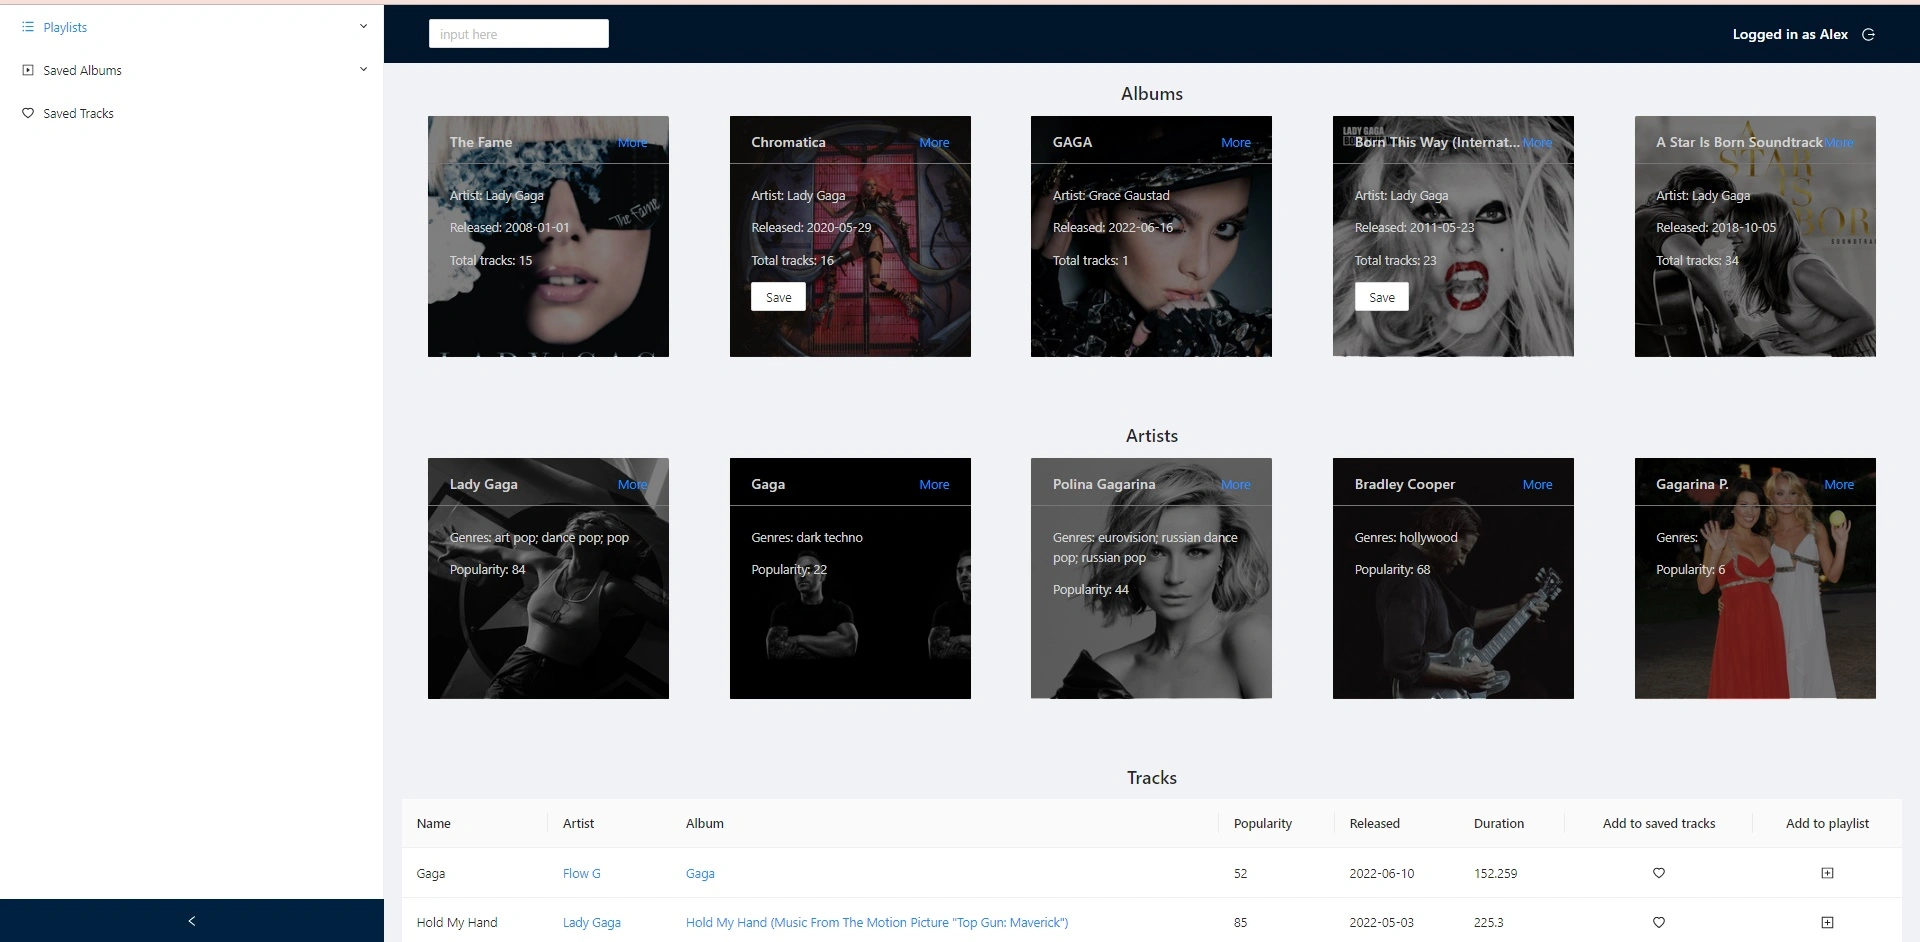 Playlists
Saved Albums
Saved Tracks
input here
Logged in as Alex
Albums
The Fame More
Artist: Lady Gaga
Released: 2008-01-01
Total tracks: 15
The Fame
Chromatica More
Artist: Lady Gaga
Released: 2020-05-29
Total tracks: 16
Save
GAGA More
Artist: Grace Gaustad
Released: 2022-06-16
Total tracks: 1
LADY GAGA
Born This Way (Internat... More
Artist: Lady Gaga
Released: 2011-05-23
Total tracks: 23
Save
A Star Is Born Soundtrack More
A
STAR
IS
Artist: Lady Gaga
Released: 2018-10-05
Total tracks: 34
Artists
Lady Gaga More
Genres: art pop; dance pop; pop
Popularity: 84
Gaga More
Genres: dark techno
Popularity: 22
Polina Gagarina More
Genres: eurovision; russian dance
pop; russian pop
Popularity: 44
Bradley Cooper More
Genres: hollywood
Popularity: 68
Gagarina P. More
Genres:
Popularity: 6
Tracks
Name Artist Album Popularity Released Duration Add to saved tracks Add to playlist
Gaga Flow G Gaga 52 2022-06-10 152.259
Hold My Hand Lady Gaga Hold My Hand (Music From The Motion Picture "Top Gun: Maverick") 85 2022-05-03 225.3